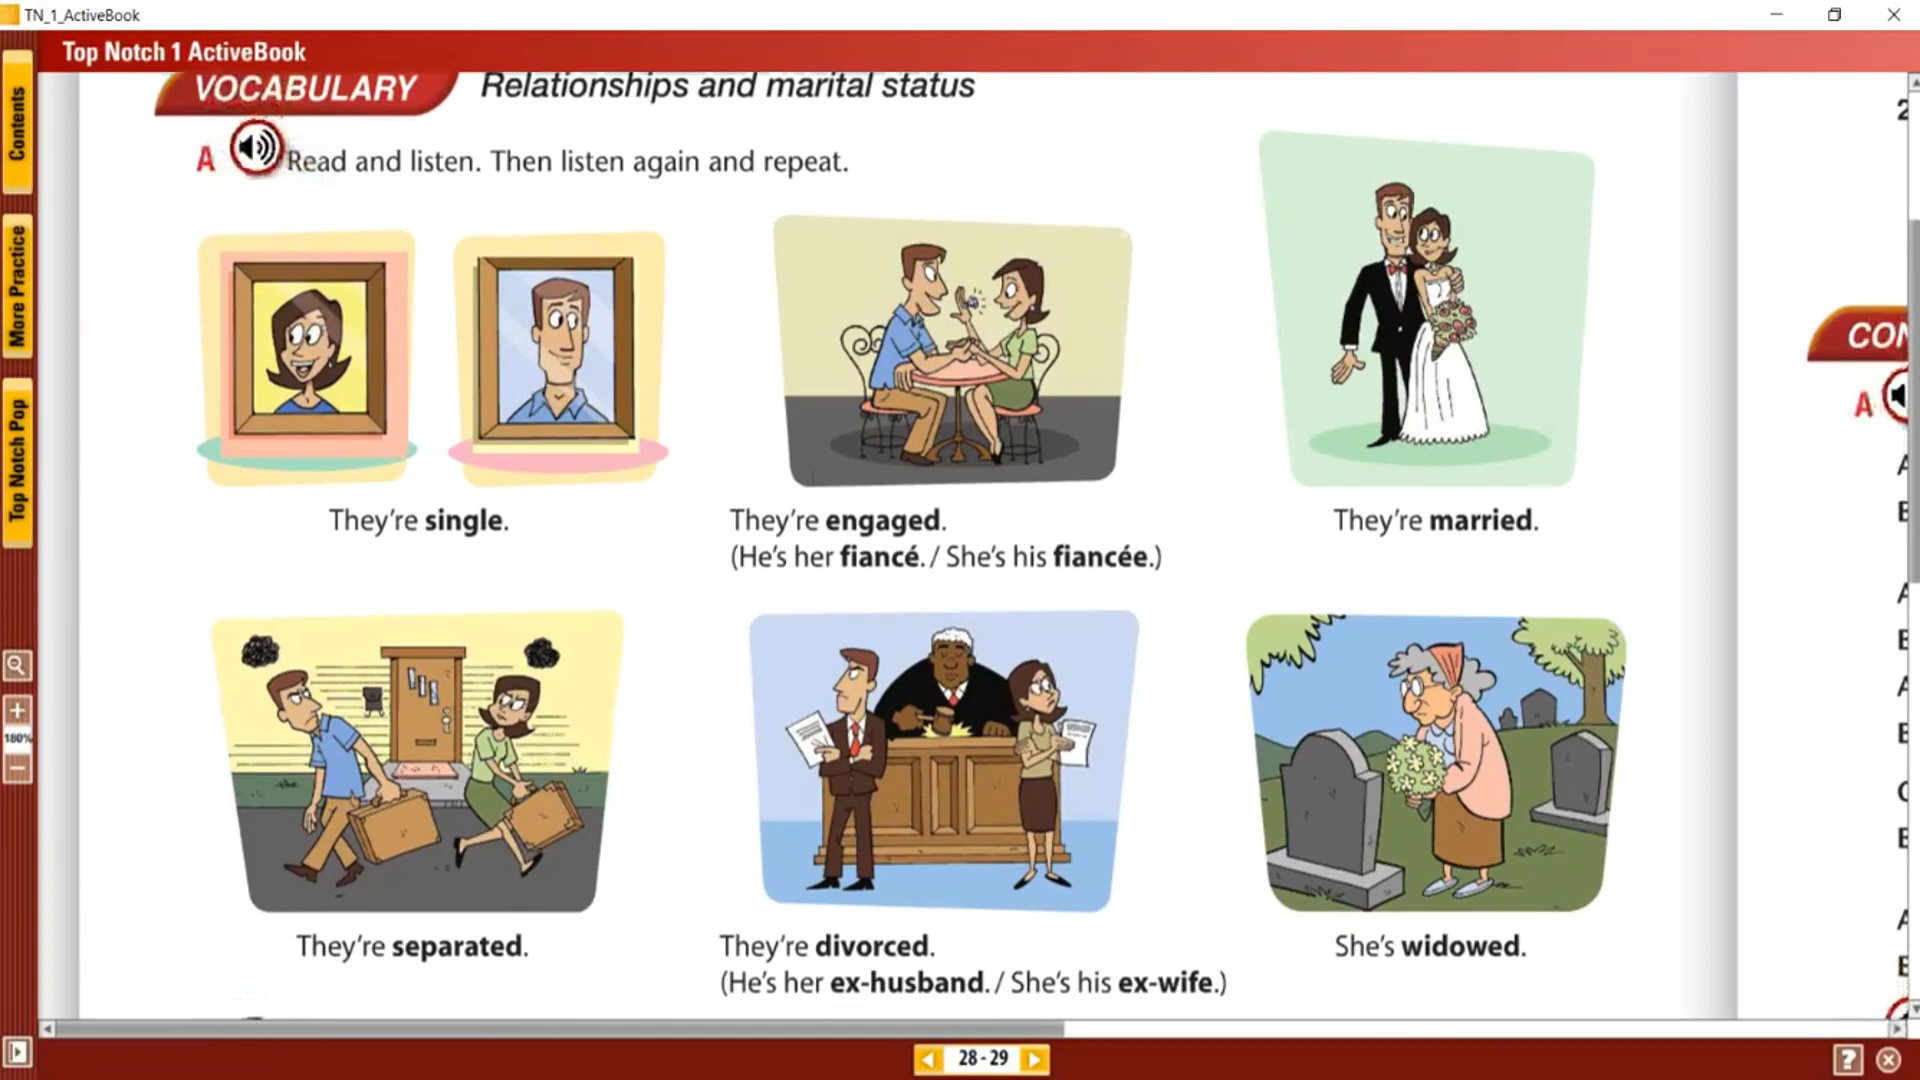 TN_1_ActiveBook
Top Notch 1 ActiveBook
Contents
More Practice
Top Notch Pop
180%
VOCABULARY Relationships and marital status
A Read and listen. Then listen again and repeat.
They're single.
They're engaged.
(He's her fiancé. / She's his fiancée.)
They're married.
They're separated.
They're divorced.
(He's her ex-husband. / She's his ex-wife.)
She's widowed.
2
A
28 - 29
?